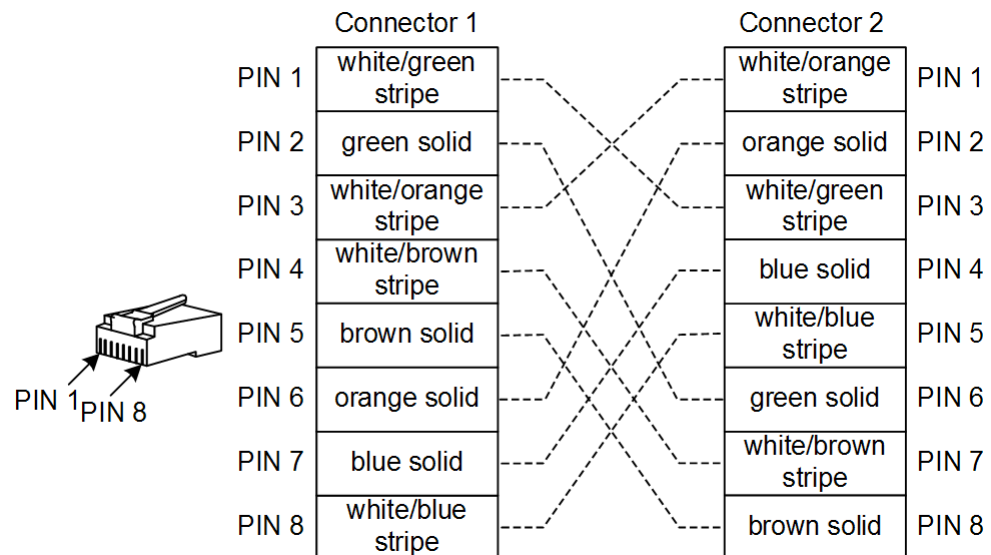 Connector 1
Connector 2
PIN 1
white/green
stripe
white/orange
stripe
PIN 1
PIN 2
green solid
orange solid
PIN 2
PIN 3
white/orange
stripe
white/green
stripe
PIN 3
PIN 4
white/brown
stripe
blue solid
PIN 4
PIN 5
brown solid
white/blue
stripe
PIN 5
PIN 1
PIN 8
PIN 6
orange solid
green solid
PIN 6
PIN 7
blue solid
white/brown
stripe
PIN 7
PIN 8
white/blue
stripe
brown solid
PIN 8